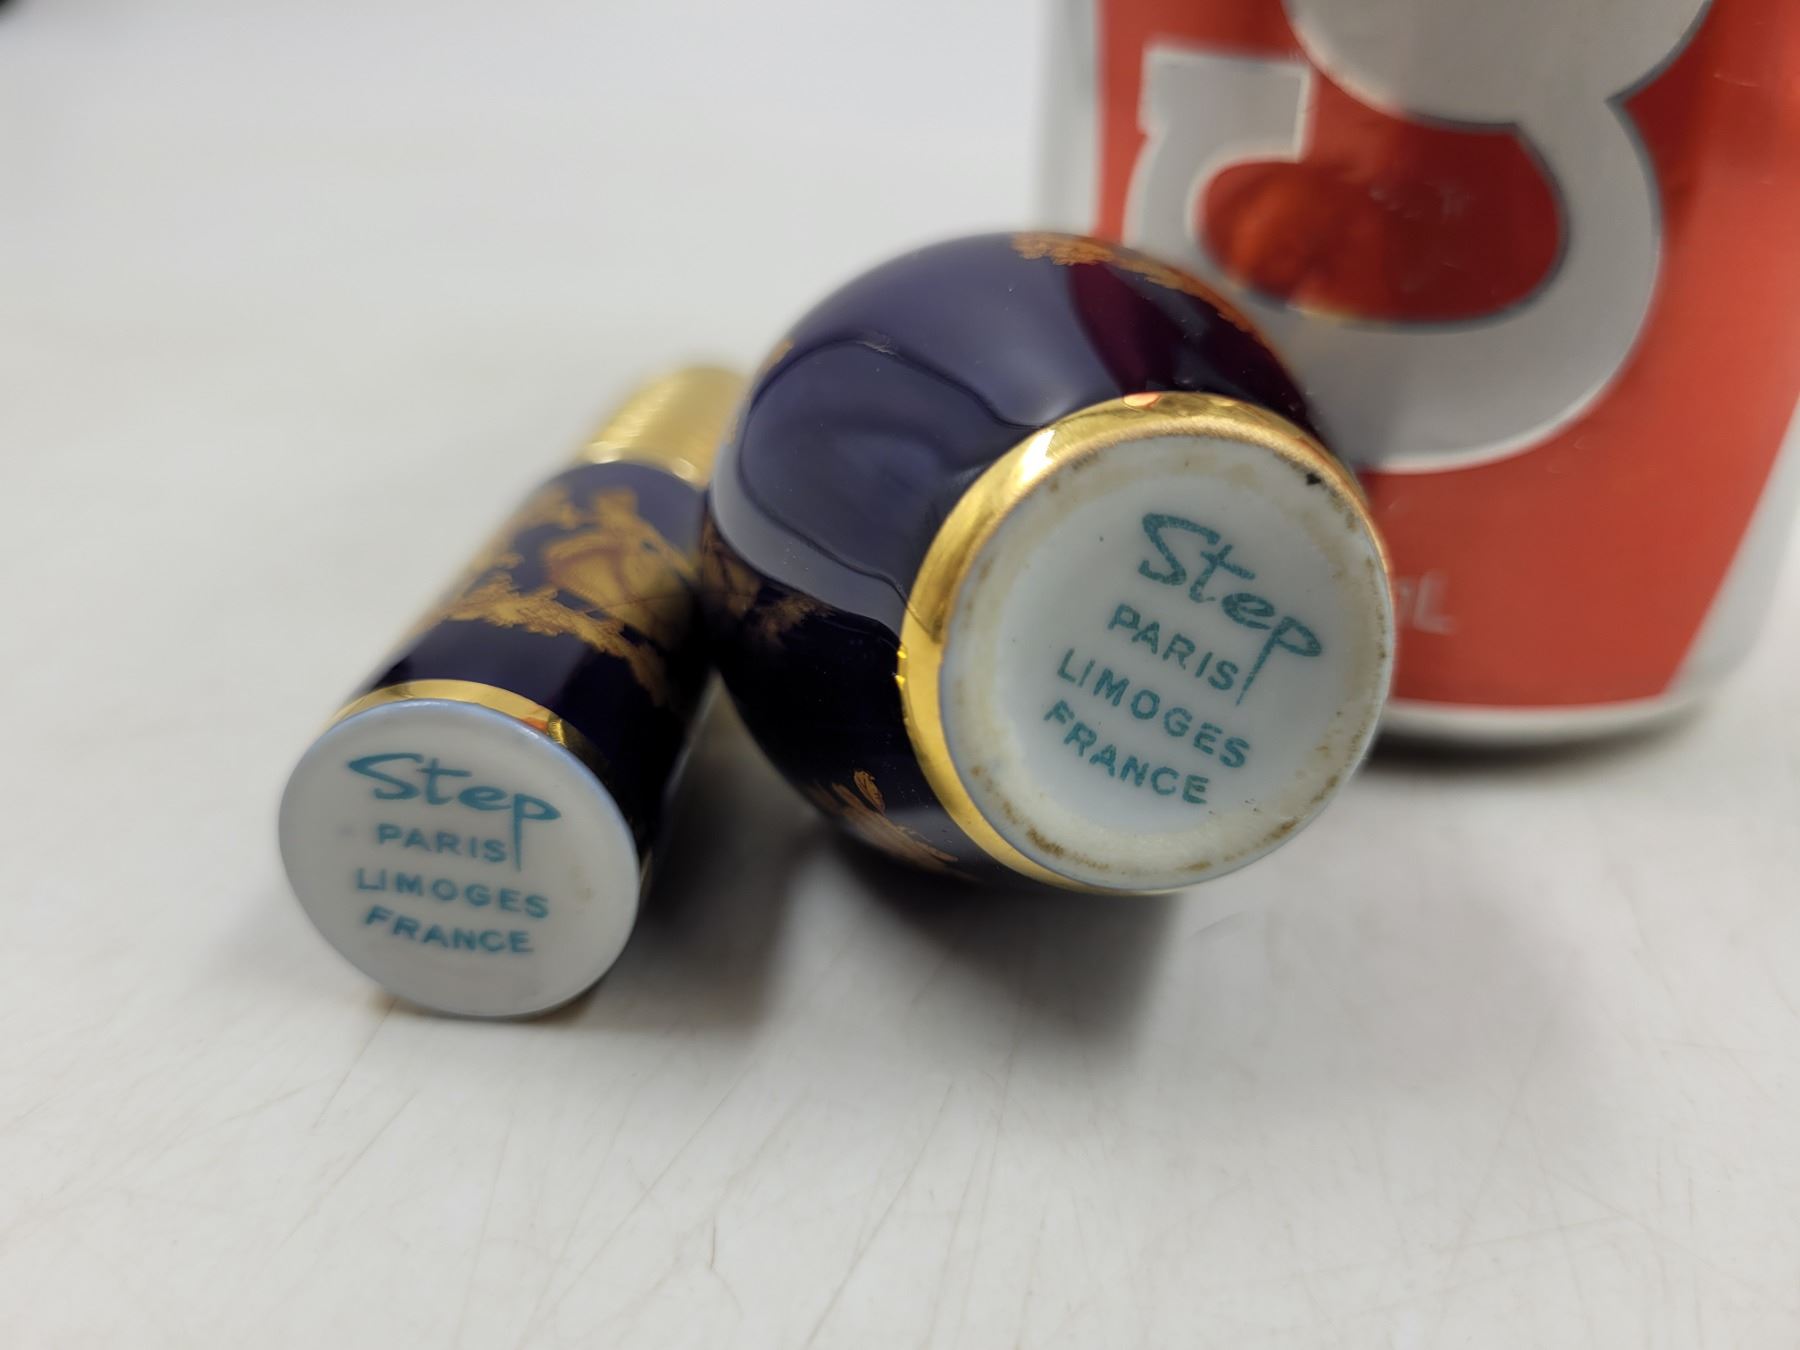 Step
PARIS
LIMOGES
FRANCE
Step
PARIS
LIMOGES
FRANCE